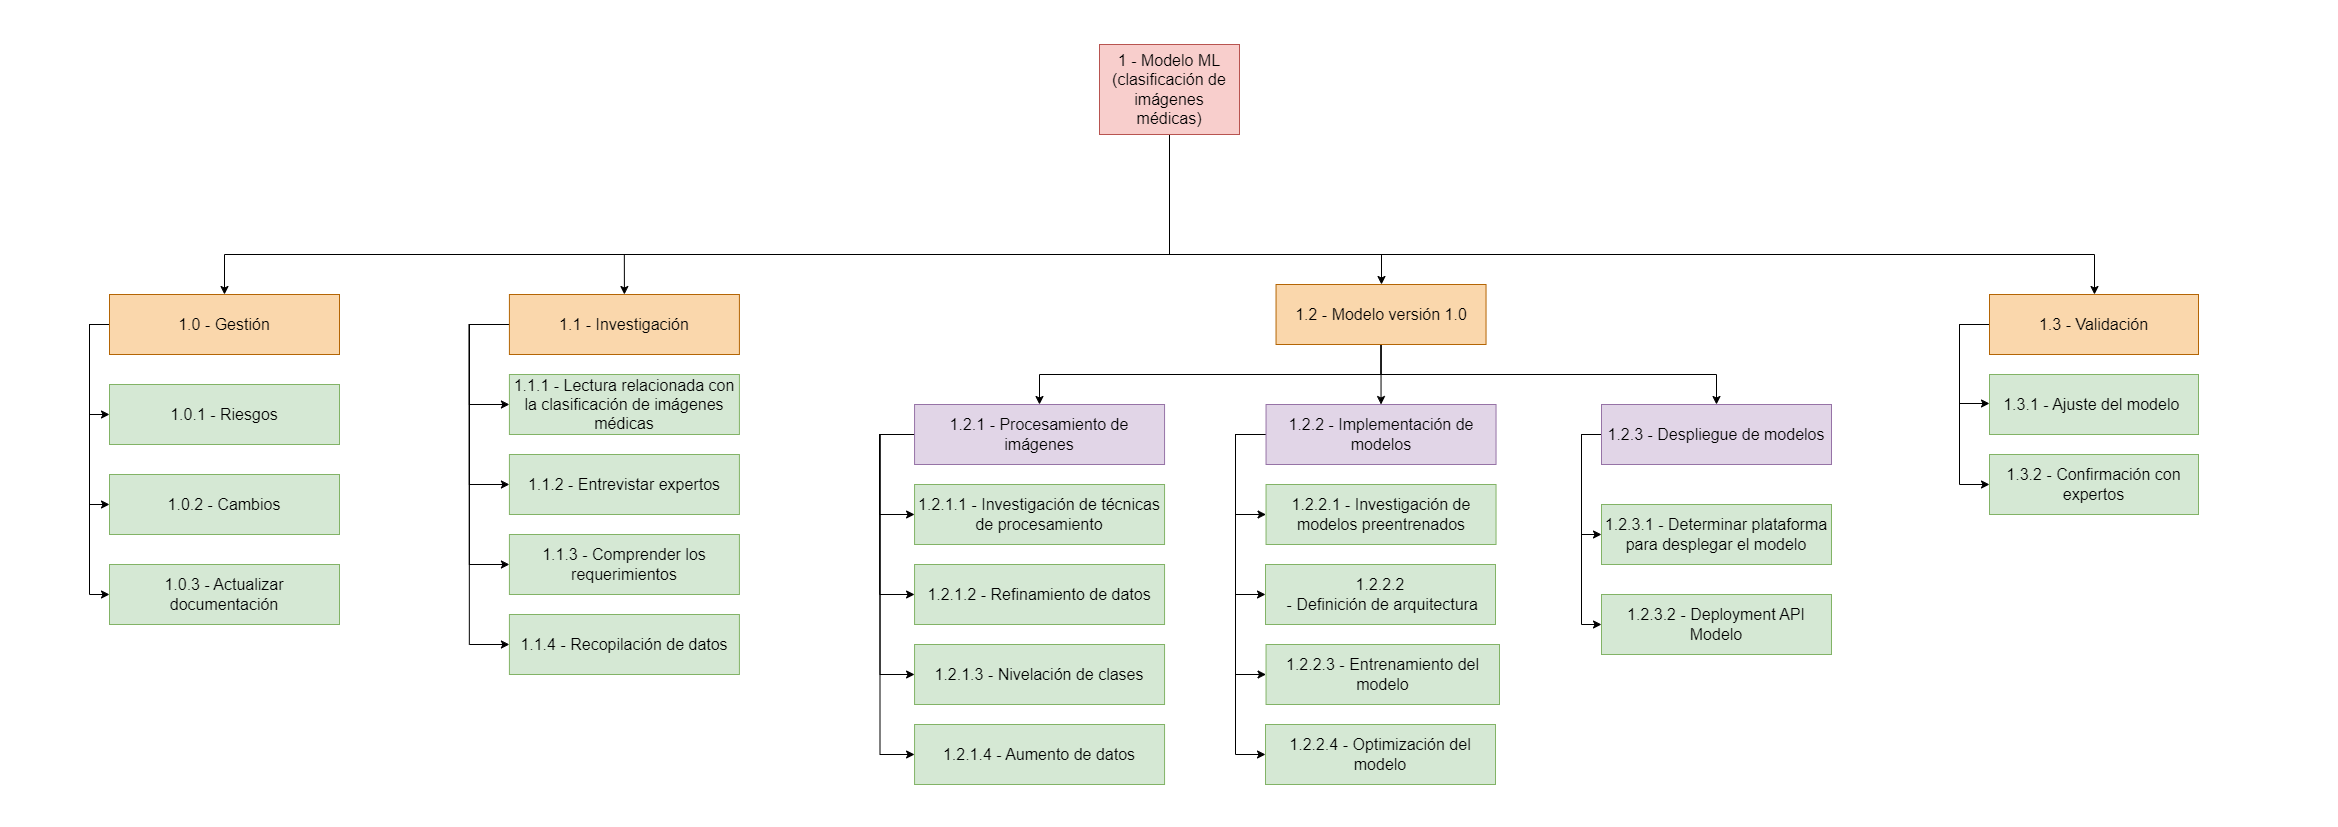 1 - Modelo ML
(clasificación de
imágenes
médicas)
1.0 - Gestión
1.0.1 - Riesgos
1.0.2 - Cambios
1.0.3 - Actualizar
documentación
1.1 - Investigación
1.1.1 - Lectura relacionada con
la clasificación de imágenes
médicas
1.1.2 - Entrevistar expertos
1.1.3 - Comprender los
requerimientos
1.1.4 - Recopilación de datos
1.2 - Modelo versión 1.0
1.2.1 - Procesamiento de
imágenes
1.2.1.1 - Investigación de técnicas
de procesamiento
1.2.1.2 - Refinamiento de datos
1.2.1.3 - Nivelación de clases
1.2.1.4 - Aumento de datos
1.2.2 - Implementación de
modelos
1.2.2.1 - Investigación de
modelos preentrenados
1.2.2.2
- Definición de arquitectura
1.2.2.3 - Entrenamiento del
modelo
1.2.2.4 - Optimización del
modelo
1.2.3 - Despliegue de modelos
1.2.3.1 - Determinar plataforma
para desplegar el modelo
1.2.3.2 - Deployment API
Modelo
1.3 - Validación
1.3.1 - Ajuste del modelo
1.3.2 - Confirmación con
expertos